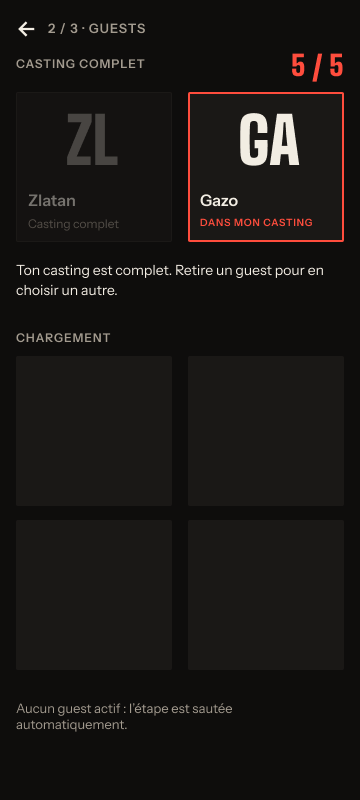 2 / 3 · GUESTS
CASTING COMPLET
5 / 5
ZL
GA
Zlatan
Gazo
Casting complet
DANS MON CASTING
Ton casting est complet. Retire un guest pour en
choisir un autre.
CHARGEMENT
Aucun guest actif : l’étape est sautée
automatiquement.